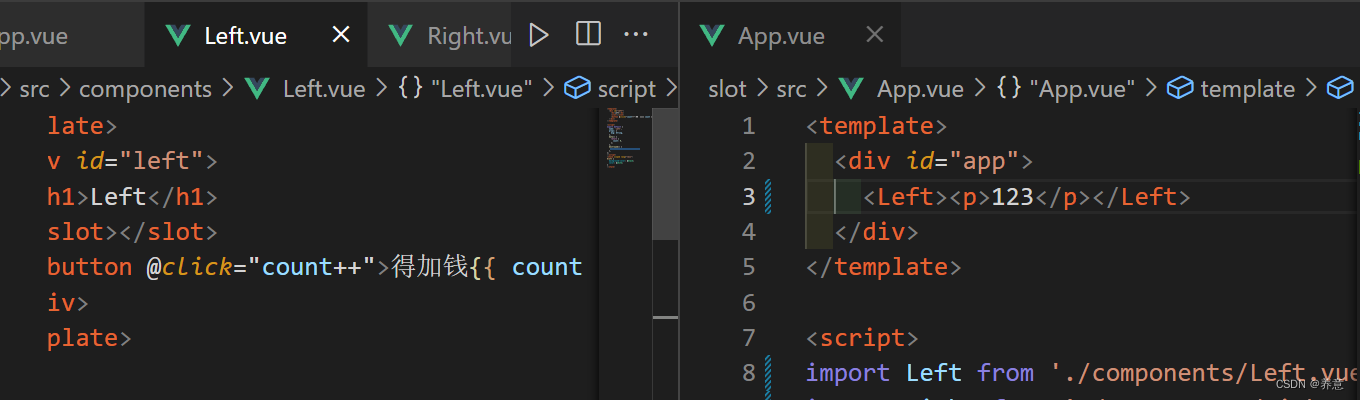 pp.vue Left.vue Right.vu
src components Left.vue {} "Left.vue" script
late>
v id="left">
h1>Left</h1>
slot></slot>
button @click="count++">得加钱{{ count
iv>
plate>
App.vue
slot src App.vue {} "App.vue" template
1 <template>
2 <div id="app">
3 <Left><p>123</p></Left>
4 </div>
5 </template>
6
7 <script>
8 import Left from './components/Left.vue
CSDN @养意